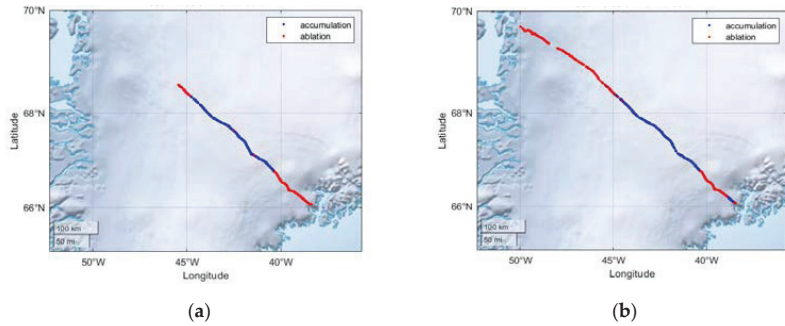 70°N
accumulation
ablation
68°N
Latitude
66°N
100 km
50 mi
50°W 45°W 40°W
Longitude
(a)
70°N
accumulation
ablation
68°N
Latitude
66°N
100 km
50 mi
50°W 45°W 40°W
Longitude
(b)